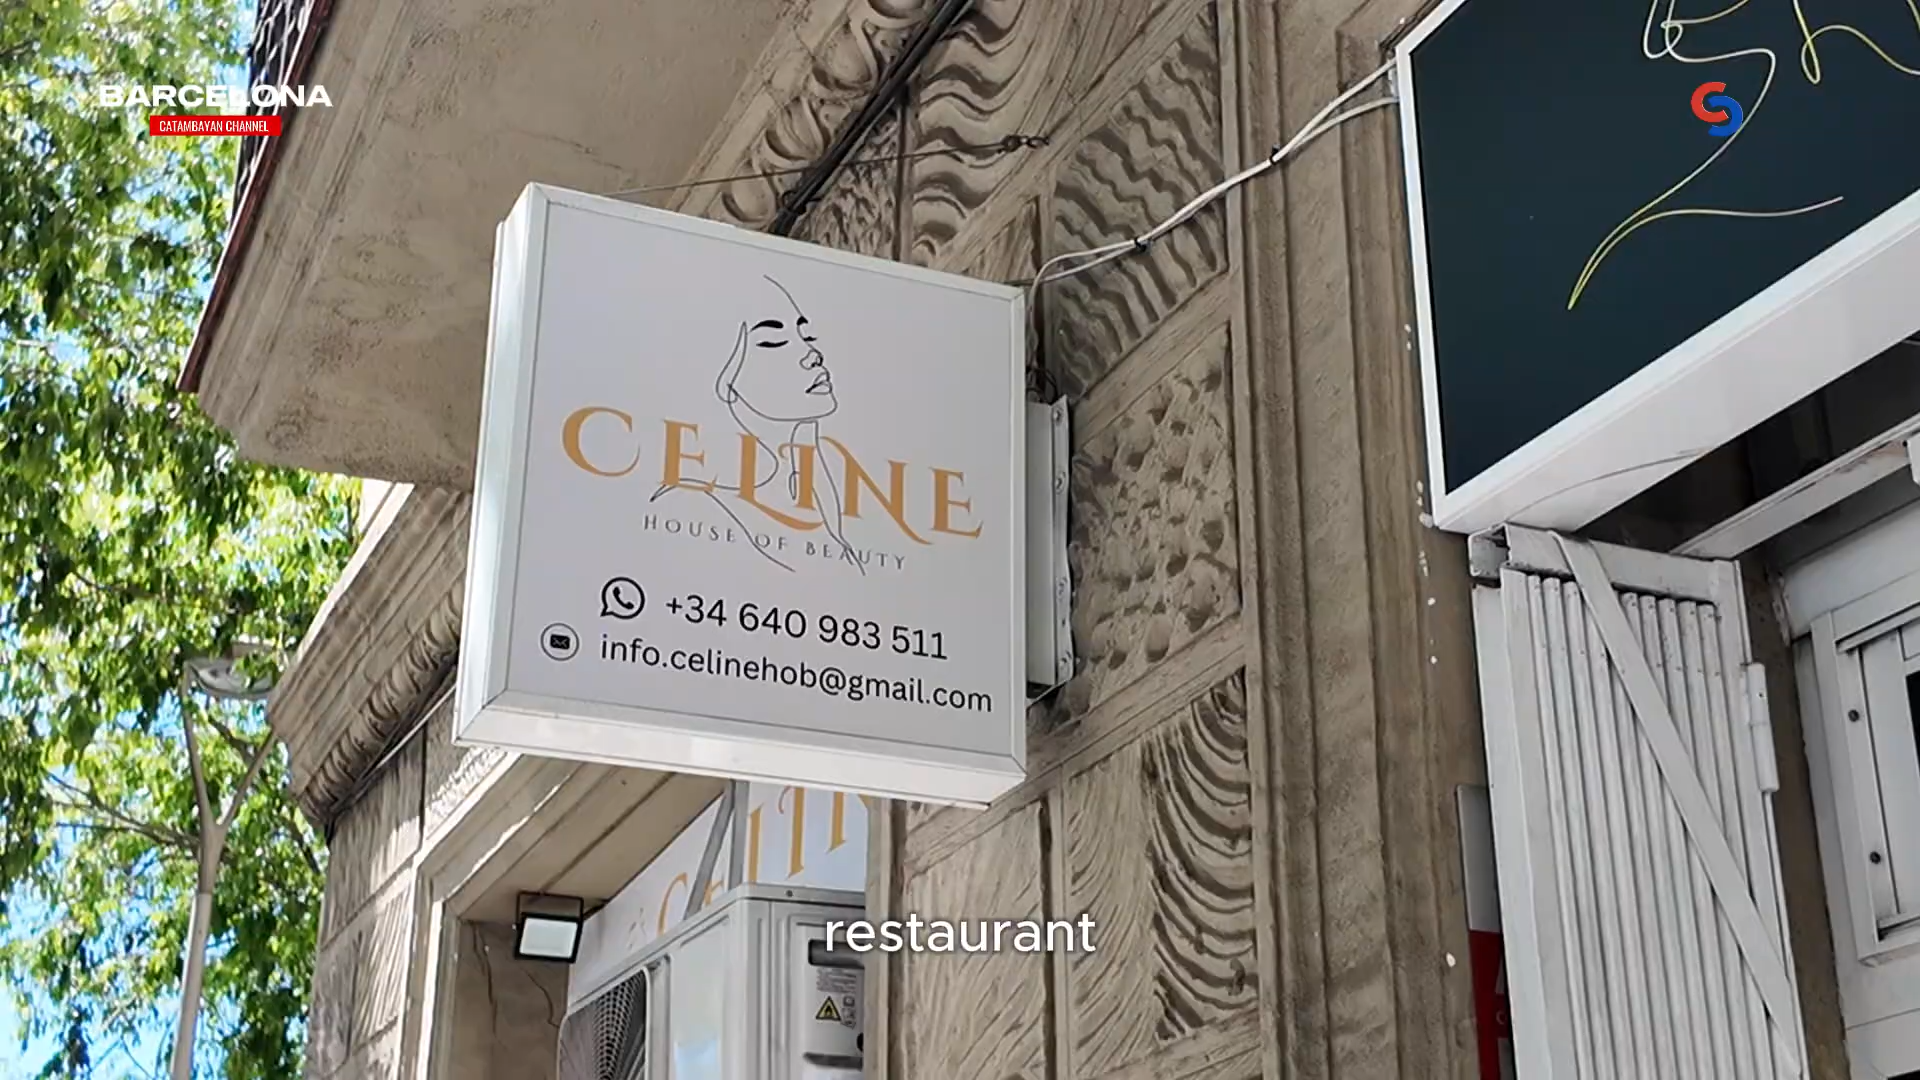 BARCELONA
CATAMBAYAN CHANNEL
CELINE
HOUSE OF BEAUTY
+34 640 983 511
info.celinehob@gmail.com
restaurant